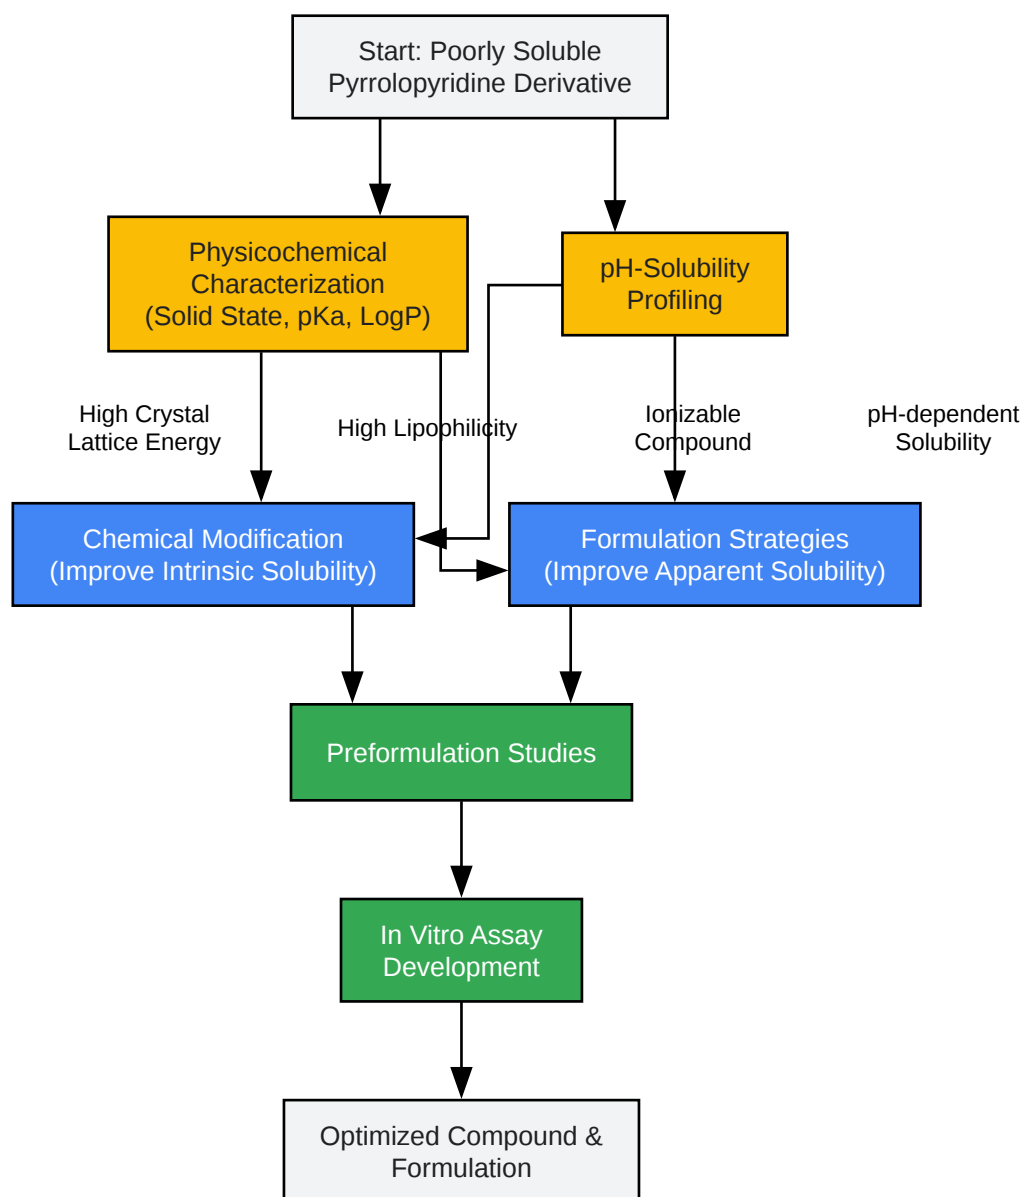 Start: Poorly Soluble
Pyrrolopyridine Derivative
Physicochemical
Characterization
(Solid State, pKa, LogP)
pH-Solubility
Profiling
High Crystal
Lattice Energy
High Lipophilicity
Ionizable
Compound
pH-dependent
Solubility
Chemical Modification
(Improve Intrinsic Solubility)
Formulation Strategies
(Improve Apparent Solubility)
Preformulation Studies
In Vitro Assay
Development
Optimized Compound &
Formulation